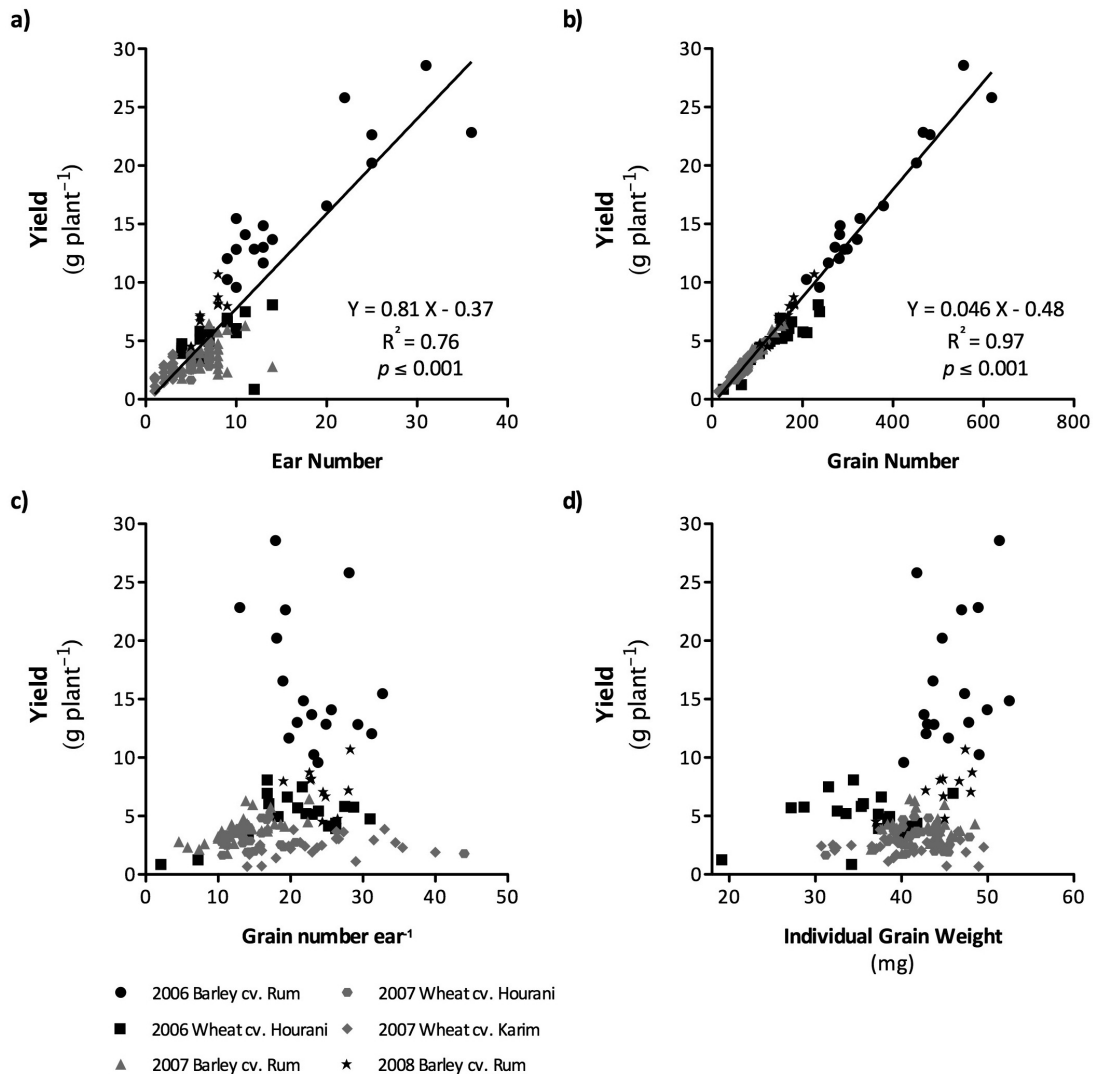 a)
30
25
20
15
10
5
0
Yield
(g plant⁻¹)
Y = 0.81 X - 0.37
R² = 0.76
p ≤ 0.001
0 10 20 30 40
Ear Number
b)
30
25
20
15
10
5
0
Yield
(g plant⁻¹)
Y = 0.046 X - 0.48
R² = 0.97
p ≤ 0.001
0 200 400 600 800
Grain Number
c)
30
25
20
15
10
5
0
Yield
(g plant⁻¹)
0 10 20 30 40 50
Grain number ear⁻¹
d)
30
25
20
15
10
5
0
Yield
(g plant⁻¹)
20 30 40 50 60
Individual Grain Weight
(mg)
2006 Barley cv. Rum
2006 Wheat cv. Hourani
2007 Barley cv. Rum
2007 Wheat cv. Hourani
2007 Wheat cv. Karim
2008 Barley cv. Rum